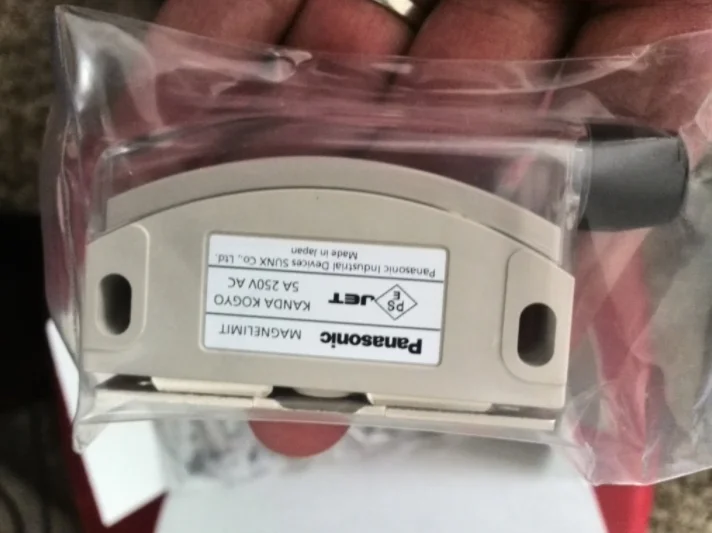 Panasonic MAGNELIMIT
PS
E
JET
KANDA KOGYO
5A 250V AC
Panasonic Industrial Devices SUNX Co., Ltd.
Made in Japan